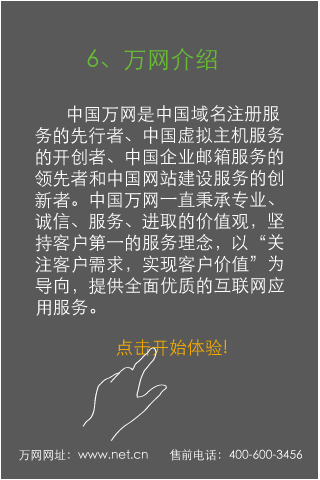 6、万网介绍
中国万网是中国域名注册服
务的先行者、中国虚拟主机服务
的开创者、中国企业邮箱服务的
领先者和中国网站建设服务的创
新者。中国万网一直秉承专业、
诚信、服务、进取的价值观，坚
持客户第一的服务理念，以“关
注客户需求，实现客户价值”为
导向，提供全面优质的互联网应
用服务。
点击开始体验!
万网网址：www.net.cn 售前电话：400-600-3456